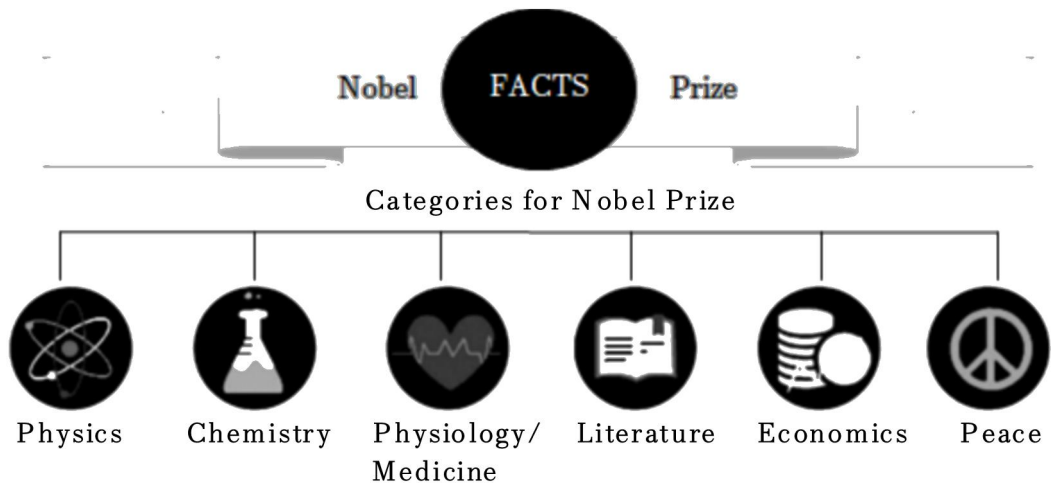 Nobel FACTS Prize
Categories for Nobel Prize
Physics Chemistry Physiology/ Literature Economics Peace
Medicine